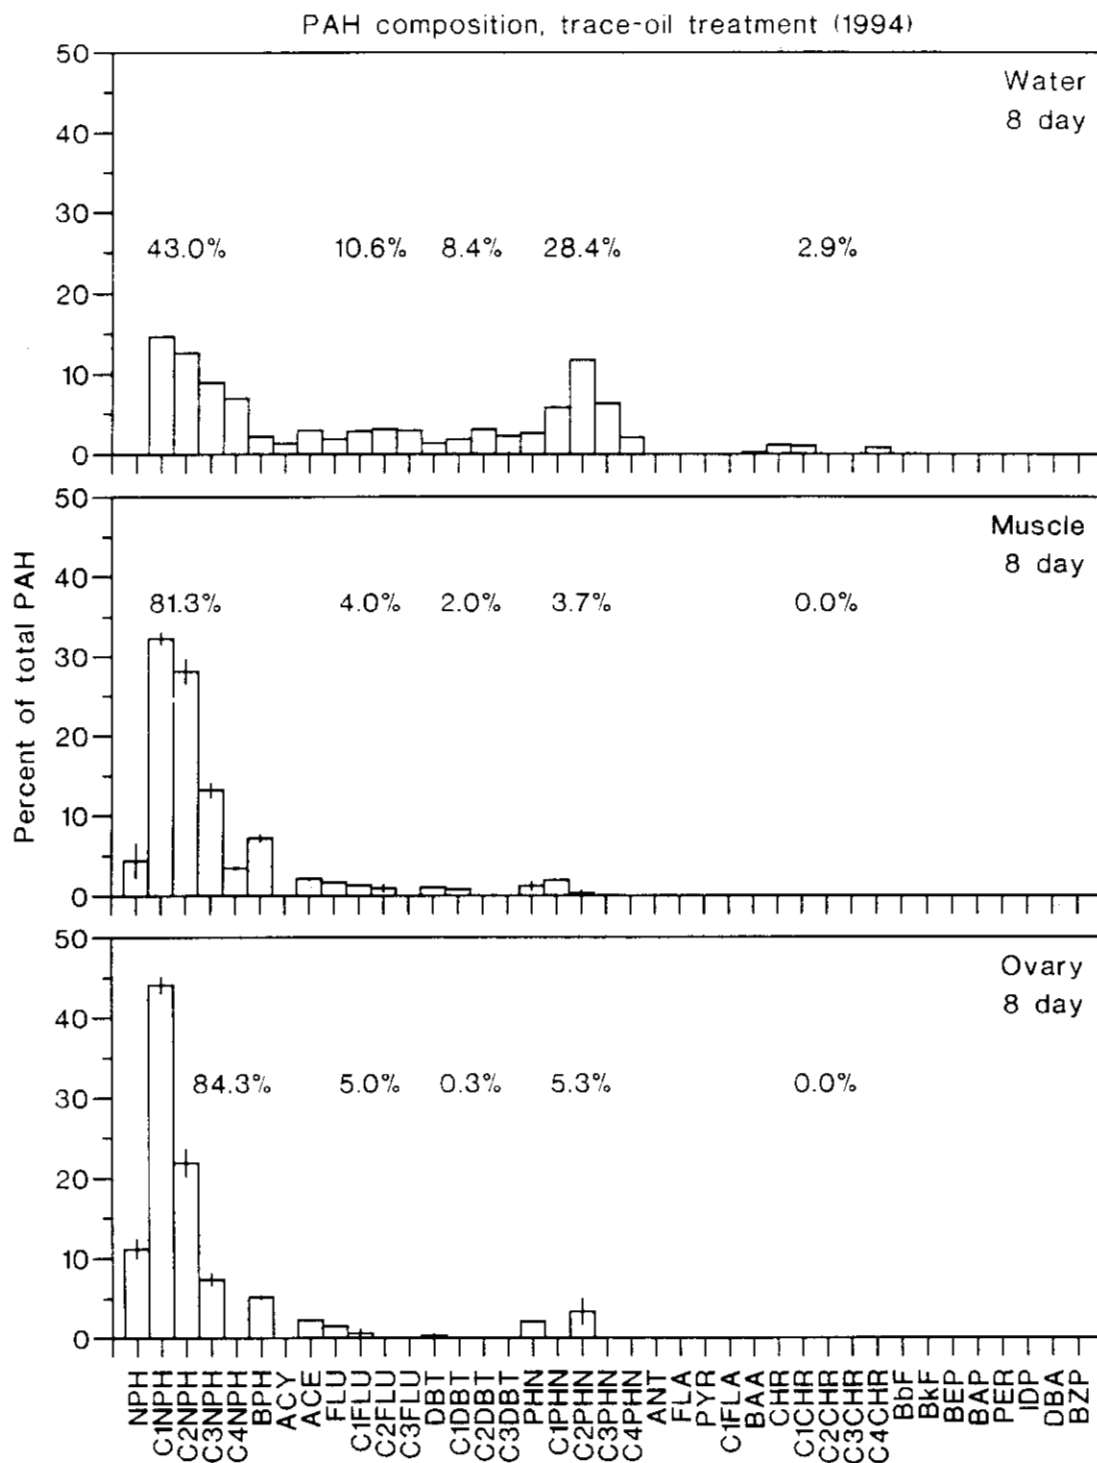 PAH composition, trace-oil treatment (1994)
Percent of total PAH
50
40
30
20
10
0
Water
8 day
43.0% 10.6% 8.4% 28.4% 2.9%
50
40
30
20
10
0
Muscle
8 day
81.3% 4.0% 2.0% 3.7% 0.0%
50
40
30
20
10
0
Ovary
8 day
84.3% 5.0% 0.3% 5.3% 0.0%
NPH
C1NPH
C2NPH
C3NPH
C4NPH
BPH
ACY
ACE
FLU
C1FLU
C2FLU
C3FLU
DBT
C1DBT
C2DBT
C3DBT
PHN
C1PHN
C2PHN
C3PHN
C4PHN
ANT
FLA
PYR
C1FLA
BAA
CHR
C1CHR
C2CHR
C3CHR
C4CHR
BbF
BkF
BEP
BAP
PER
IDP
DBA
BZP